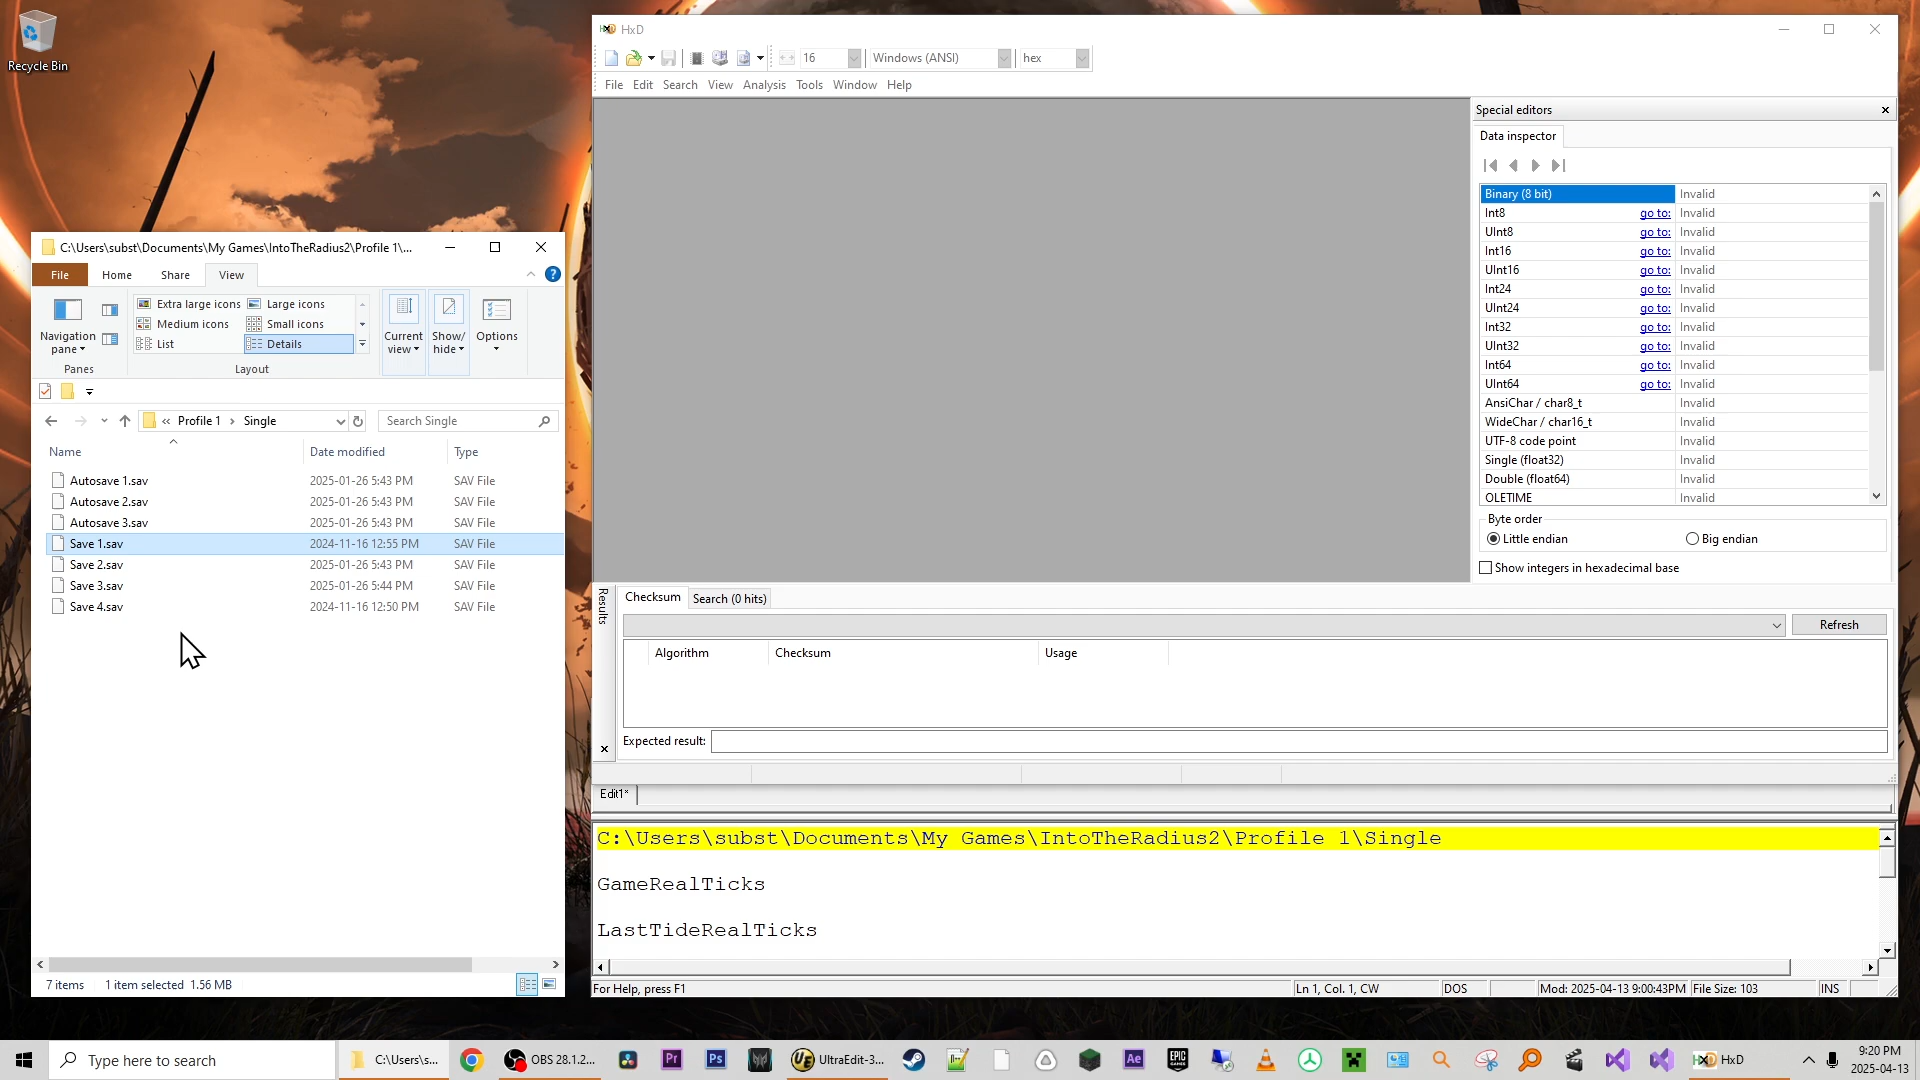 Recycle Bin
HxD
16
Windows (ANSI)
hex
File Edit Search View Analysis Tools Window Help
Special editors
Data inspector
Binary (8 bit) Invalid
Int8 go to: Invalid
UInt8 go to: Invalid
Int16 go to: Invalid
UInt16 go to: Invalid
Int24 go to: Invalid
UInt24 go to: Invalid
Int32 go to: Invalid
UInt32 go to: Invalid
Int64 go to: Invalid
UInt64 go to: Invalid
AnsiChar / char8_t Invalid
WideChar / char16_t Invalid
UTF-8 code point Invalid
Single (float32) Invalid
Double (float64) Invalid
OLETIME Invalid
Byte order
Little endian Big endian
Show integers in hexadecimal base
Results
Checksum Search (0 hits)
Refresh
Algorithm Checksum Usage
Expected result:
C:\Users\subst\Documents\My Games\IntoTheRadius2\Profile 1\...
File Home Share View
Navigation pane
Extra large icons Large icons
Medium icons Small icons
List Details
Current view
Show/ hide
Options
Panes Layout
« Profile 1 › Single
Search Single
Name Date modified Type
Autosave 1.sav 2025-01-26 5:43 PM SAV File
Autosave 2.sav 2025-01-26 5:43 PM SAV File
Autosave 3.sav 2025-01-26 5:43 PM SAV File
Save 1.sav 2024-11-16 12:55 PM SAV File
Save 2.sav 2025-01-26 5:43 PM SAV File
Save 3.sav 2025-01-26 5:44 PM SAV File
Save 4.sav 2024-11-16 12:50 PM SAV File
7 items 1 item selected 1.56 MB
Edit1*
C:\Users\subst\Documents\My Games\IntoTheRadius2\Profile 1\Single
GameRealTicks
LastTideRealTicks
For Help, press F1 Ln 1, Col. 1, CW DOS Mod: 2025-04-13 9:00:43PM File Size: 103 INS
Type here to search
C:\Users\s...
OBS 28.1.2...
Pr
Ps
UE
UltraEdit-3...
Ae
EPIC GAMES
HxD
9:20 PM
2025-04-13